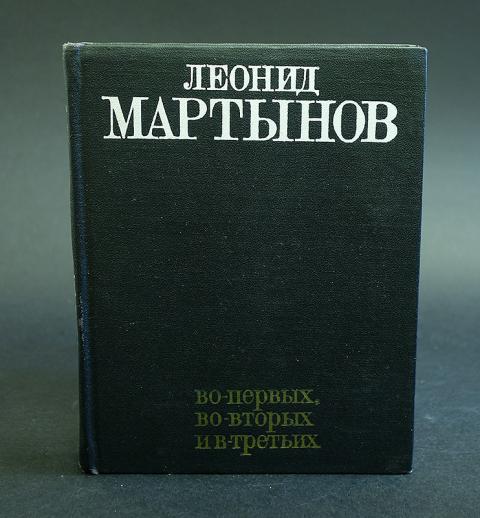 ЛЕОНИД
МАРТЫНОВ
во-первых,
во-вторых
и в-третьих